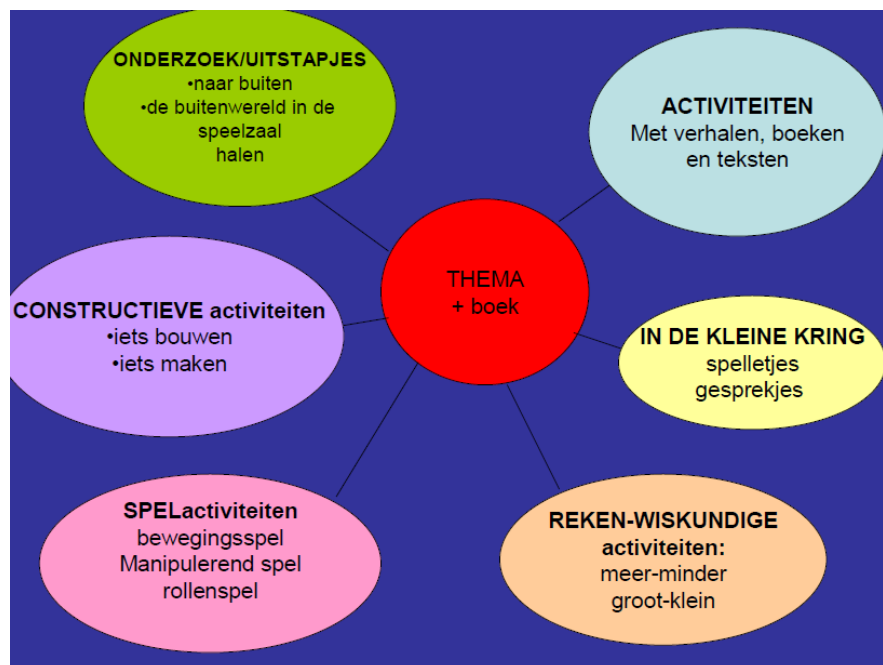 ONDERZOEK/UITSTAPJES
•naar buiten
•de buitenwereld in de
speelzaal
halen
ACTIVITEITEN
Met verhalen, boeken
en teksten
THEMA
+ boek
CONSTRUCTIEVE activiteiten
•iets bouwen
•iets maken
IN DE KLEINE KRING
spelletjes
gesprekjes
SPELactiviteiten
bewegingsspel
Manipulerend spel
rollenspel
REKEN-WISKUNDIGE
activiteiten:
meer-minder
groot-klein